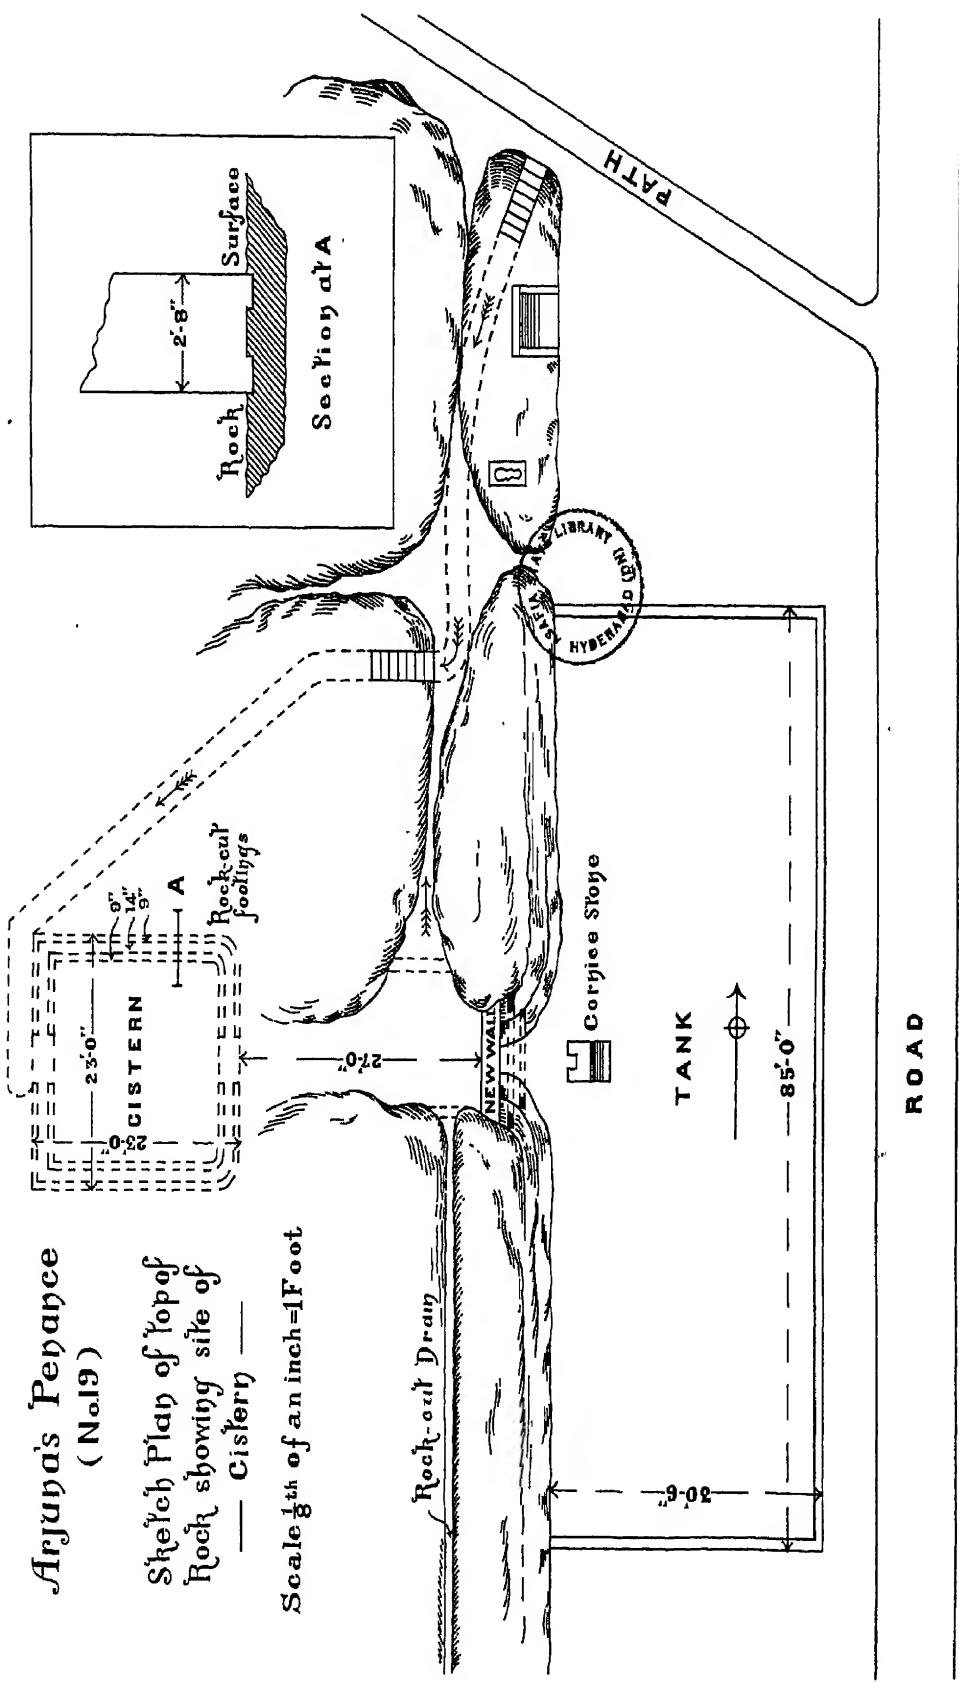 Arjuna's Penance
(No.19)
Sketch Plan of Top of
Rock showing site of
Cistern
Scale 1/8th of an inch=1 Foot
CISTERN
23'-0"
23'-0"
9"
14"
9"
A
Rock-cut
footings
27'-0"
Rock-cut Drain
NEW WALL
Cornice Stone
TANK
85'-0"
30'-6"
ROAD
PATH
Rock
Surface
2'-8"
Section at A
LIBRARY
HYDERABAD